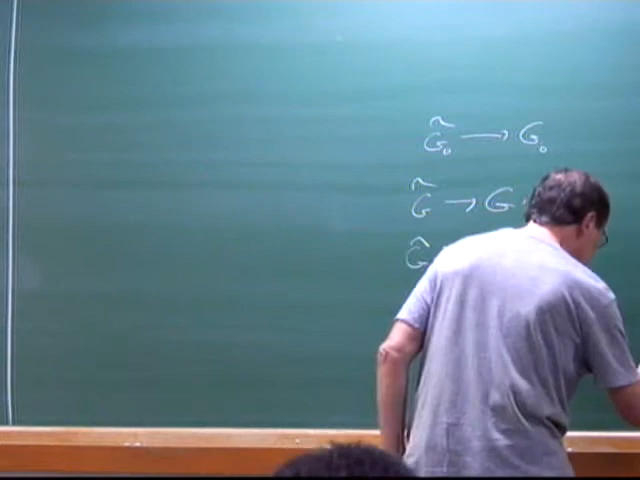 G̃₀ → G₀
G̃ → G
Ĝ